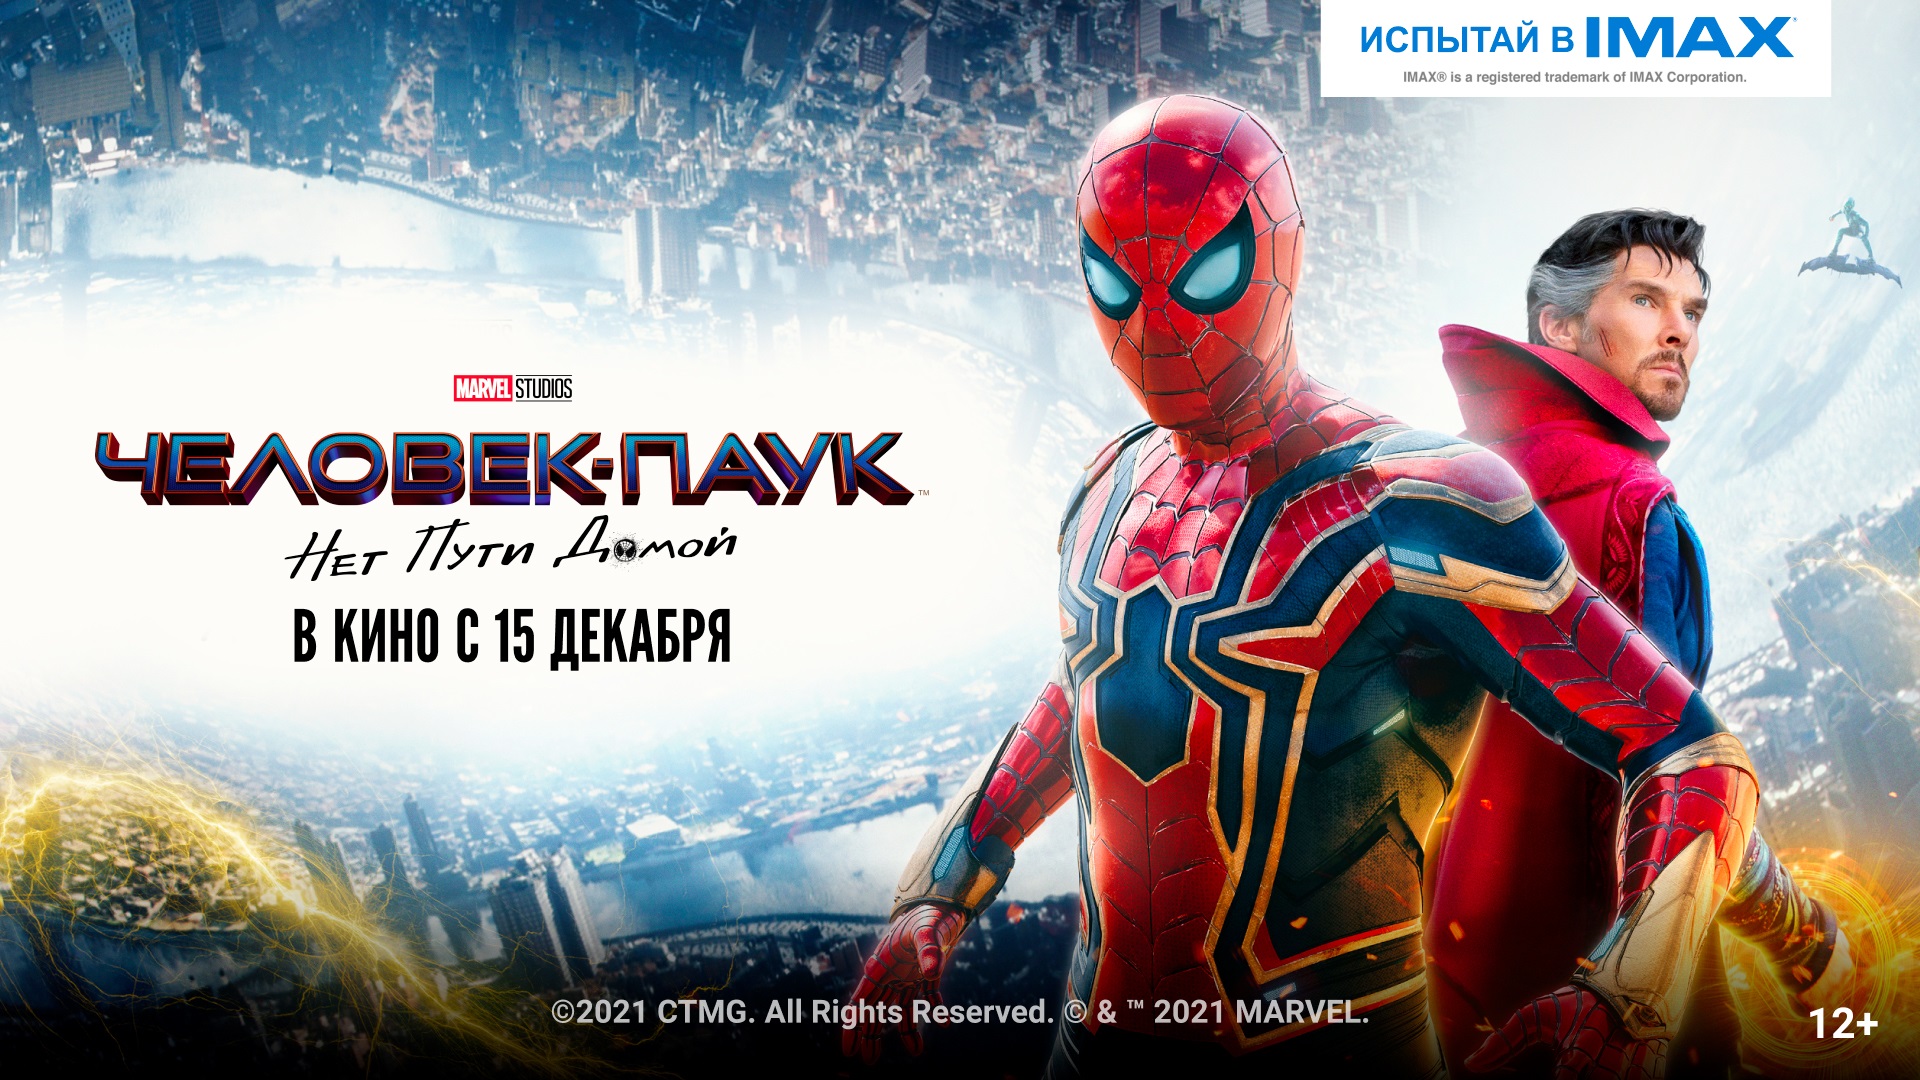 ИСПЫТАЙ В IMAX®
IMAX® is a registered trademark of IMAX Corporation.
MARVEL STUDIOS
ЧЕЛОВЕК-ПАУК™
Нет Пути Домой
В КИНО С 15 ДЕКАБРЯ
©2021 CTMG. All Rights Reserved. © & ™ 2021 MARVEL.
12+